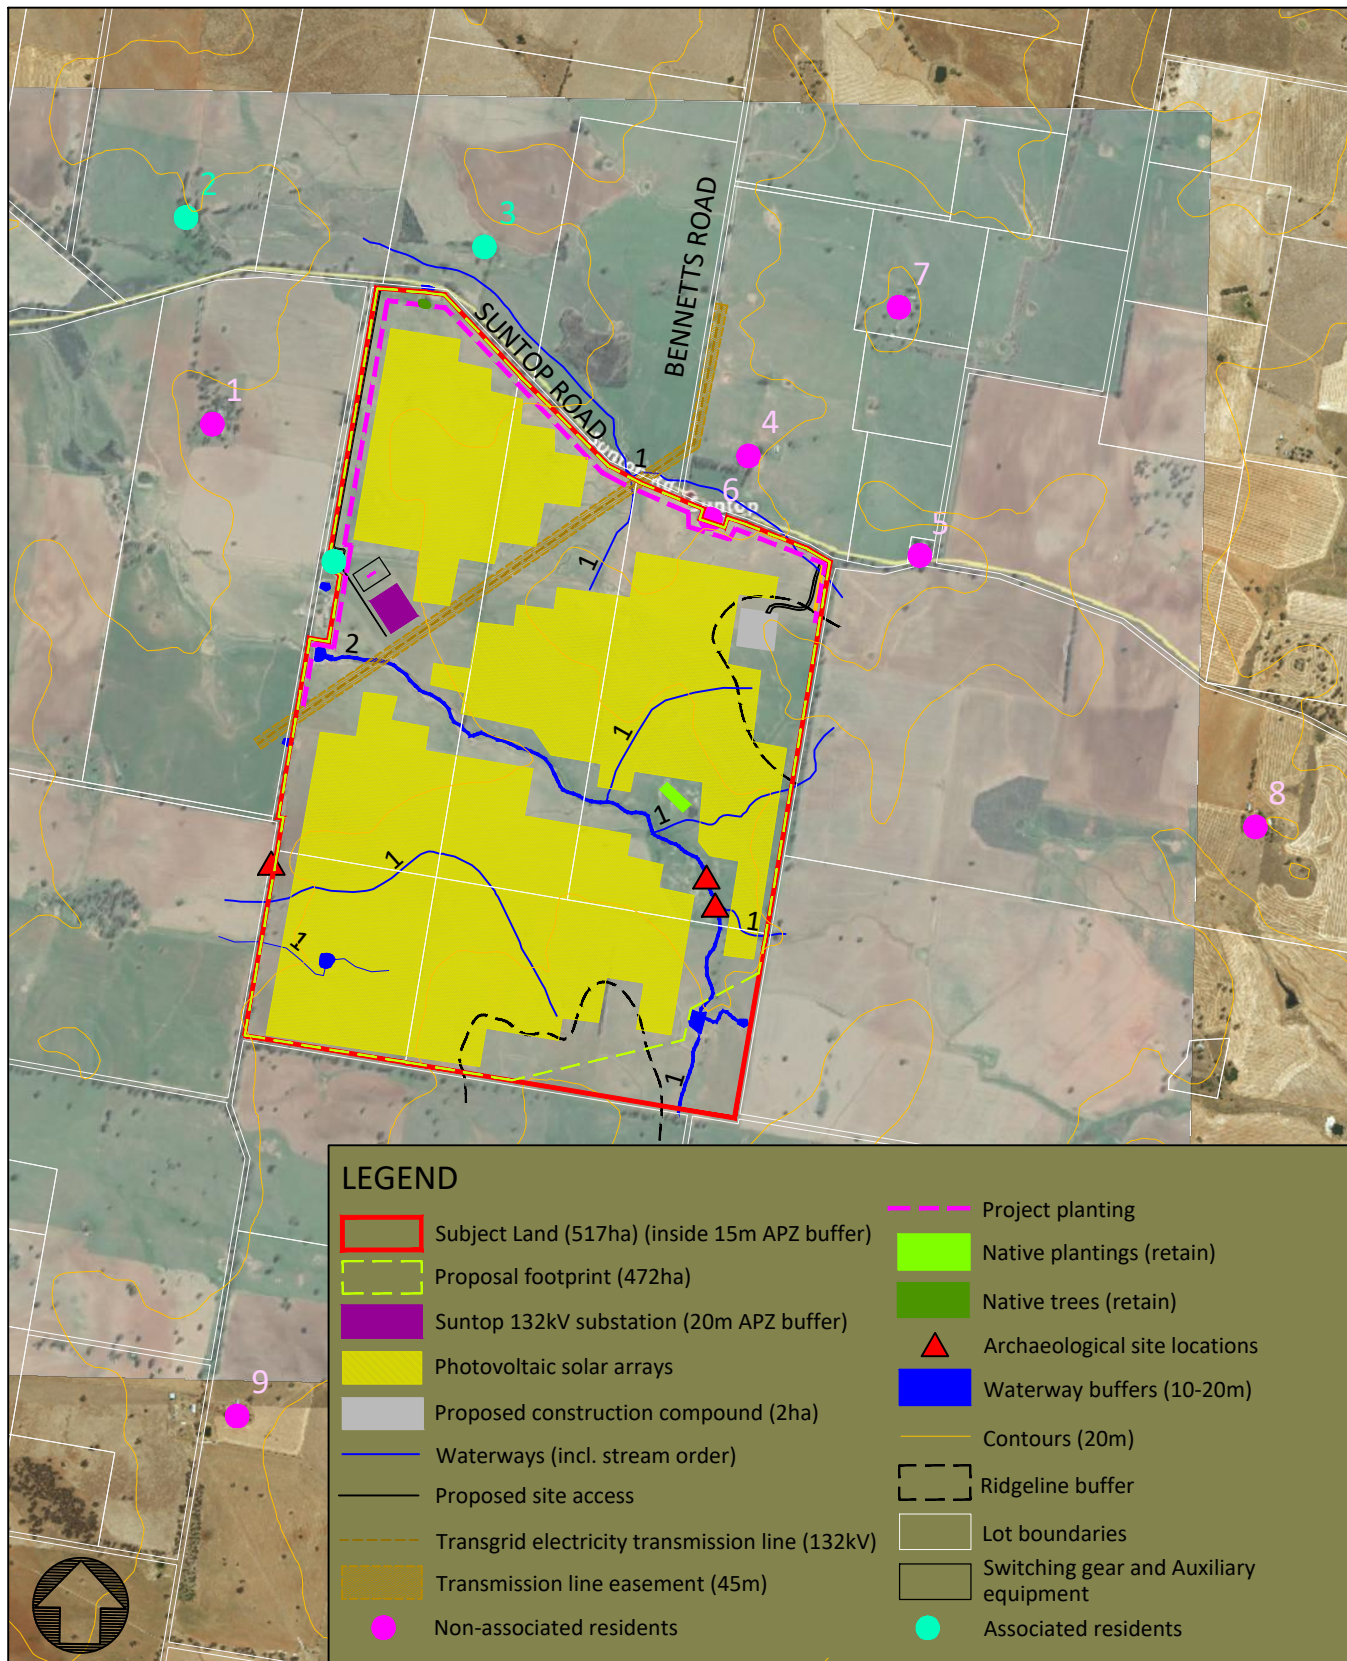 2
3
BENNETTS ROAD
7
SUNTOP ROAD
1
4
1
6
5
1
2
1
8
1
1
1
1
1
9
LEGEND
Subject Land (517ha) (inside 15m APZ buffer)
Proposal footprint (472ha)
Suntop 132kV substation (20m APZ buffer)
Photovoltaic solar arrays
Proposed construction compound (2ha)
Waterways (incl. stream order)
Proposed site access
Transgrid electricity transmission line (132kV)
Transmission line easement (45m)
Non-associated residents
Project planting
Native plantings (retain)
Native trees (retain)
Archaeological site locations
Waterway buffers (10-20m)
Contours (20m)
Ridgeline buffer
Lot boundaries
Switching gear and Auxiliary
equipment
Associated residents